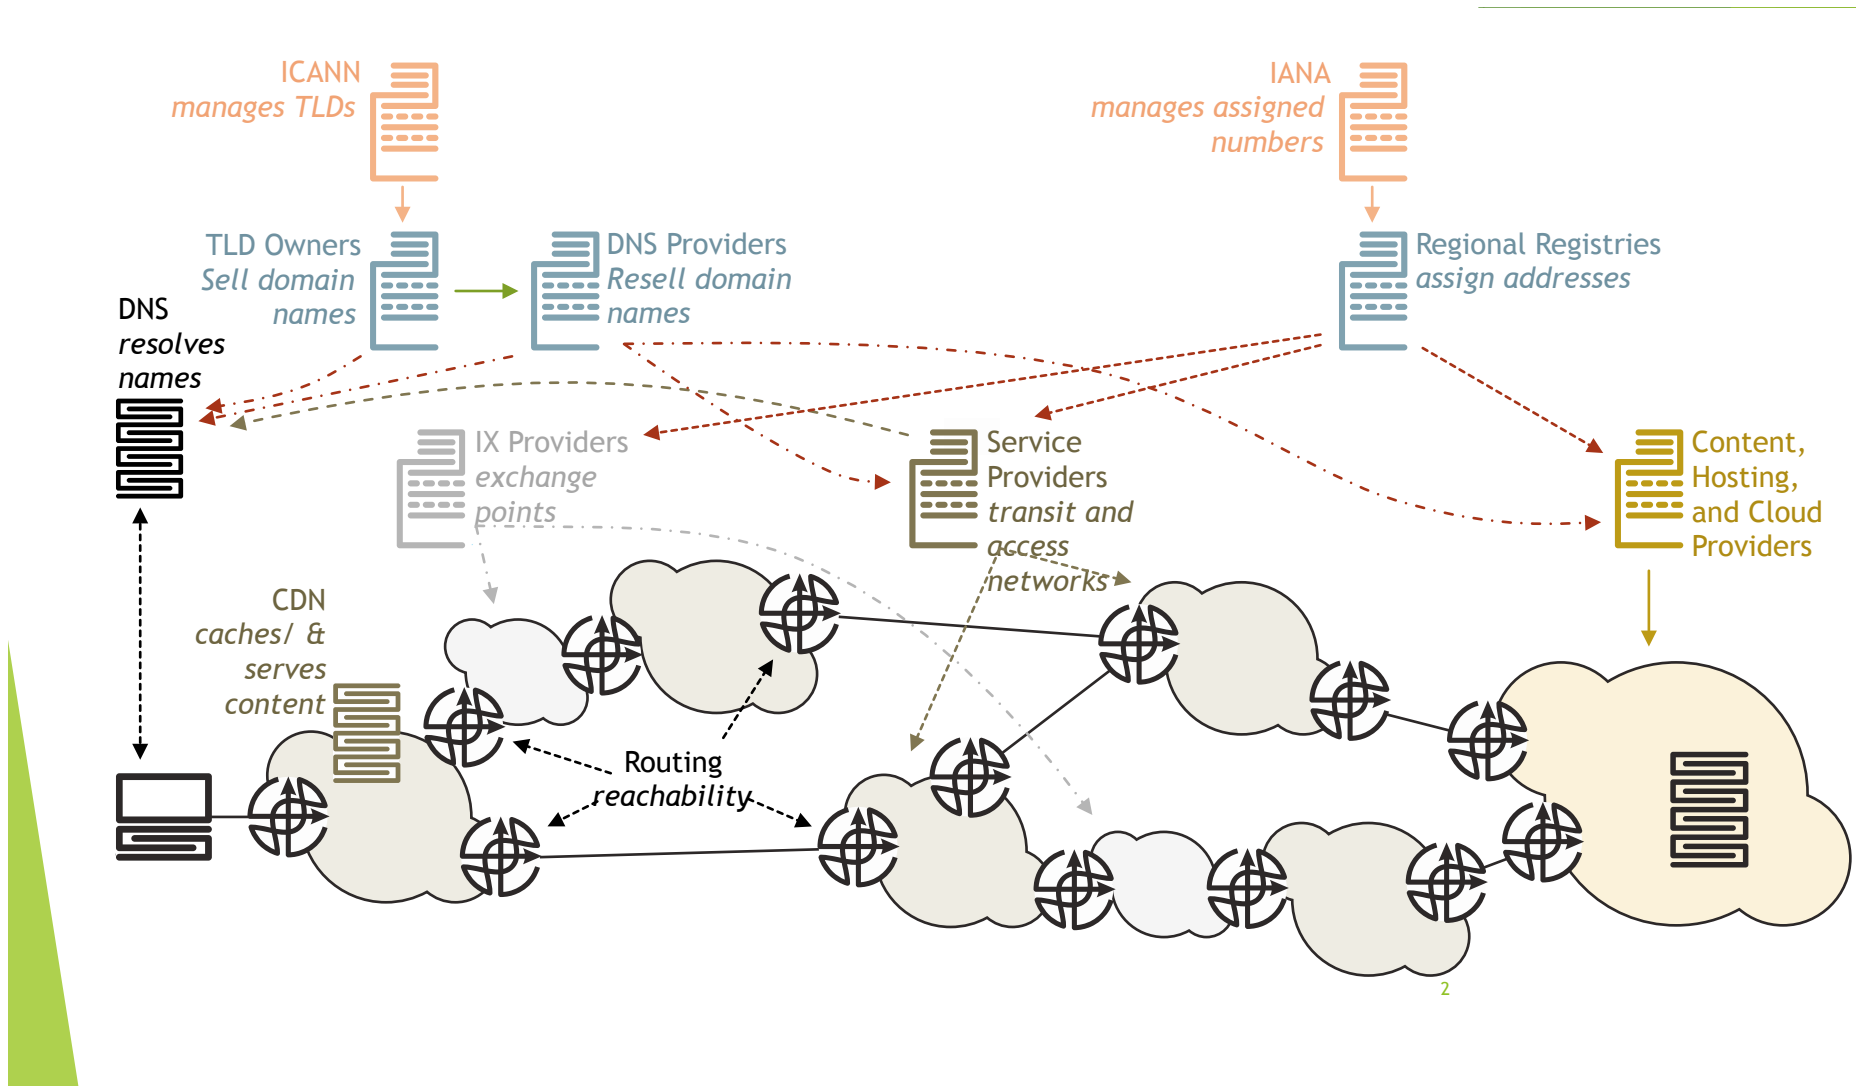 ICANN
manages TLDs
IANA
manages assigned
numbers
TLD Owners
Sell domain
names
DNS Providers
Resell domain
names
Regional Registries
assign addresses
DNS
resolves
names
IX Providers
exchange
points
Service
Providers
transit and
access
networks
Content,
Hosting,
and Cloud
Providers
CDN
caches/ &
serves
content
Routing
reachability
2